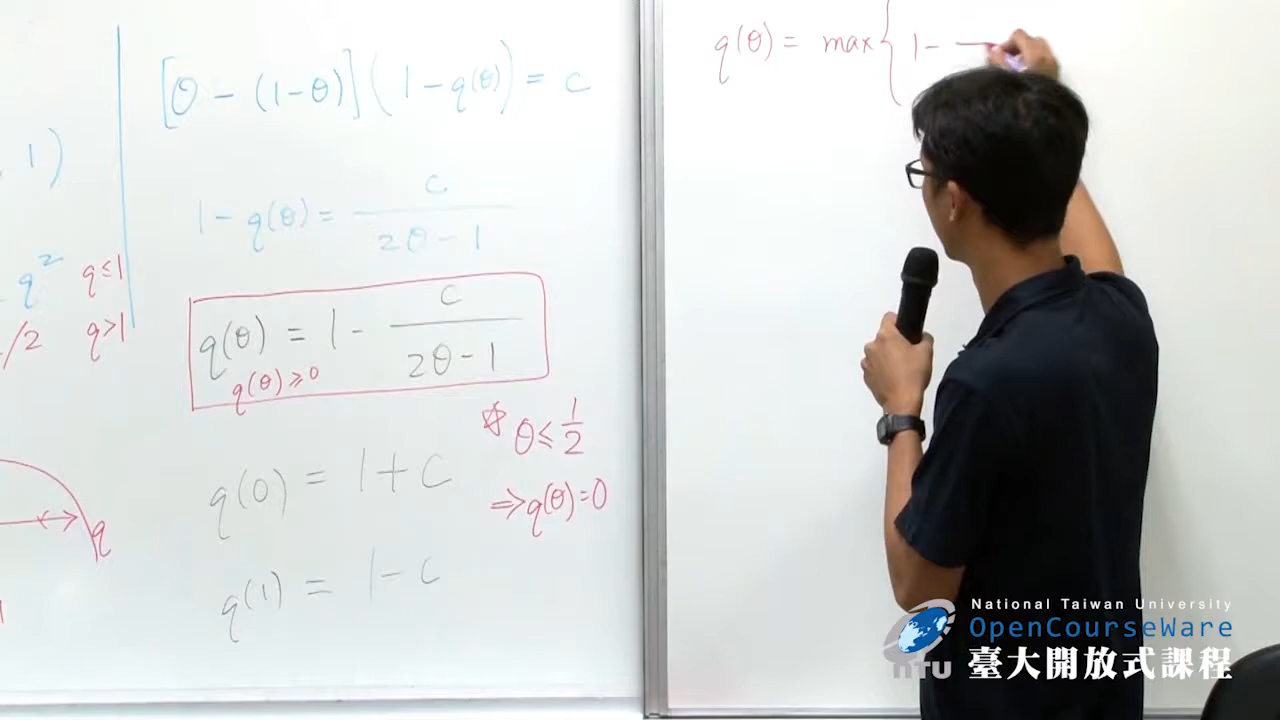 [θ - (1-θ)](1-q(θ)) = c
1 - q(θ) = c / (2θ - 1)
q(θ) = 1 - c / (2θ - 1)
q(θ) ≥ 0
q(0) = 1 + c
q(1) = 1 - c
☆ θ ≤ 1/2
⇒ q(θ) = 0
, 1)
q² q ≤ 1
/2 q > 1
q
q(θ) = max{ 1 -
National Taiwan University
OpenCourseWare
NTU
臺大開放式課程